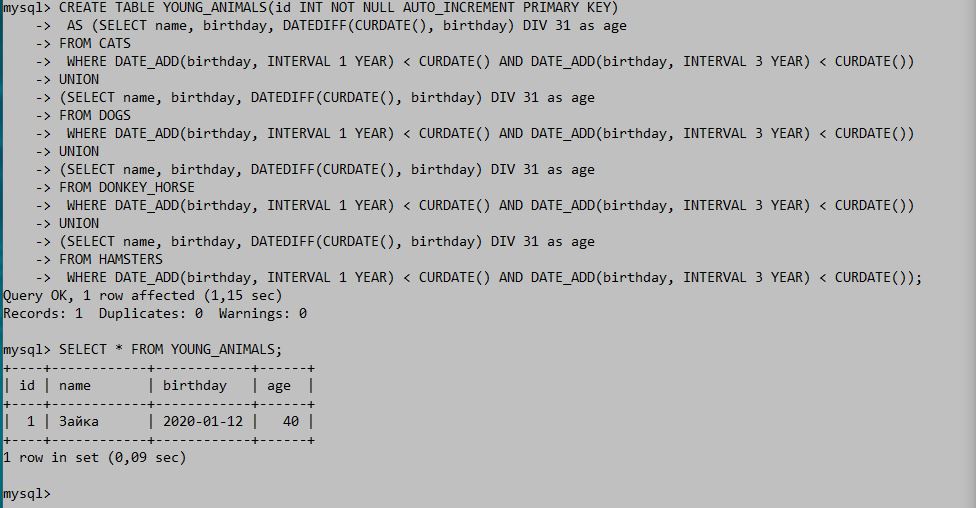 mysql> CREATE TABLE YOUNG_ANIMALS(id INT NOT NULL AUTO_INCREMENT PRIMARY KEY)
    ->  AS (SELECT name, birthday, DATEDIFF(CURDATE(), birthday) DIV 31 as age
    -> FROM CATS
    ->  WHERE DATE_ADD(birthday, INTERVAL 1 YEAR) < CURDATE() AND DATE_ADD(birthday, INTERVAL 3 YEAR) < CURDATE())
    -> UNION
    -> (SELECT name, birthday, DATEDIFF(CURDATE(), birthday) DIV 31 as age
    -> FROM DOGS
    ->  WHERE DATE_ADD(birthday, INTERVAL 1 YEAR) < CURDATE() AND DATE_ADD(birthday, INTERVAL 3 YEAR) < CURDATE())
    -> UNION
    -> (SELECT name, birthday, DATEDIFF(CURDATE(), birthday) DIV 31 as age
    -> FROM DONKEY_HORSE
    ->  WHERE DATE_ADD(birthday, INTERVAL 1 YEAR) < CURDATE() AND DATE_ADD(birthday, INTERVAL 3 YEAR) < CURDATE())
    -> UNION
    -> (SELECT name, birthday, DATEDIFF(CURDATE(), birthday) DIV 31 as age
    -> FROM HAMSTERS
    ->  WHERE DATE_ADD(birthday, INTERVAL 1 YEAR) < CURDATE() AND DATE_ADD(birthday, INTERVAL 3 YEAR) < CURDATE());
Query OK, 1 row affected (1,15 sec)
Records: 1  Duplicates: 0  Warnings: 0

mysql> SELECT * FROM YOUNG_ANIMALS;
+----+------------+------------+------+
| id | name       | birthday   | age  |
+----+------------+------------+------+
|  1 | Зайка      | 2020-01-12 |   40 |
+----+------------+------------+------+
1 row in set (0,09 sec)

mysql>